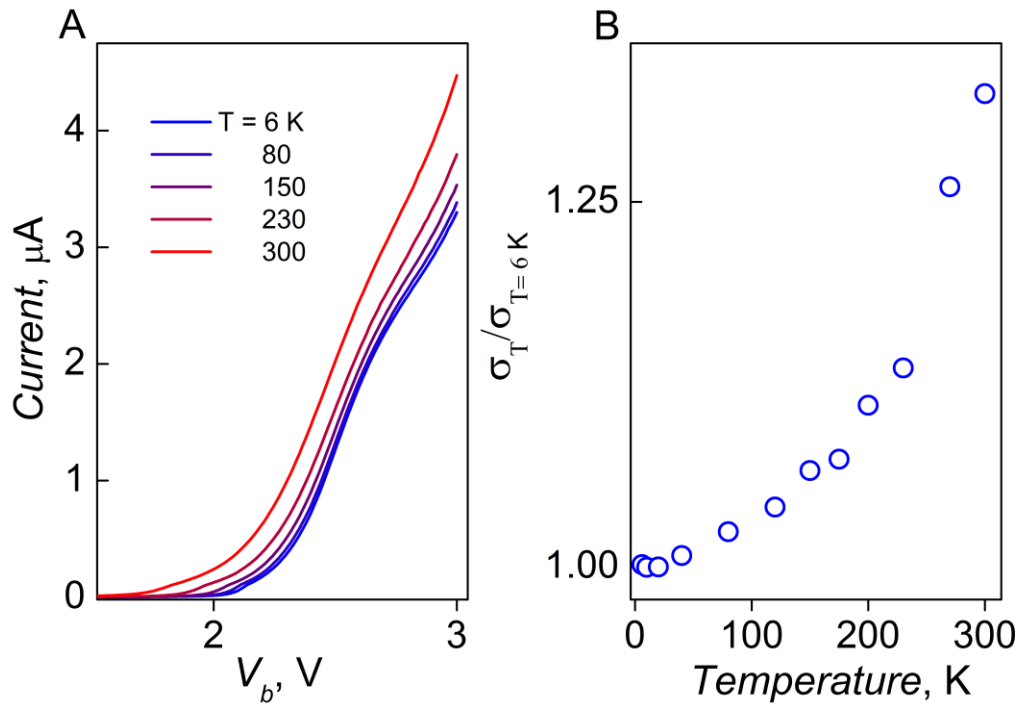 A
Current, μA
4
3
2
1
0
T = 6 K
80
150
230
300
2
3
V_b, V
B
σ_T/σ_{T= 6 K}
1.25
1.00
0
100
200
300
Temperature, K